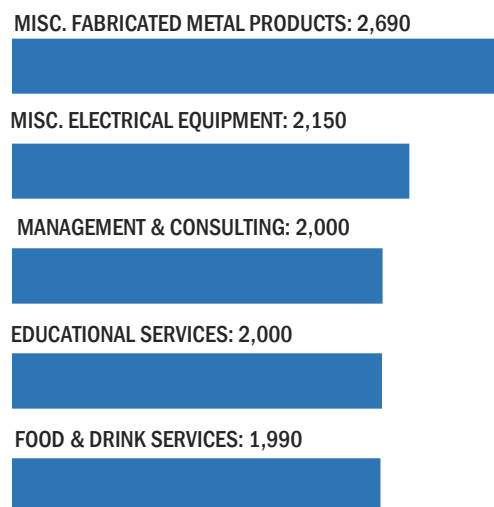 MISC. FABRICATED METAL PRODUCTS: 2,690
MISC. ELECTRICAL EQUIPMENT: 2,150
MANAGEMENT & CONSULTING: 2,000
EDUCATIONAL SERVICES: 2,000
FOOD & DRINK SERVICES: 1,990